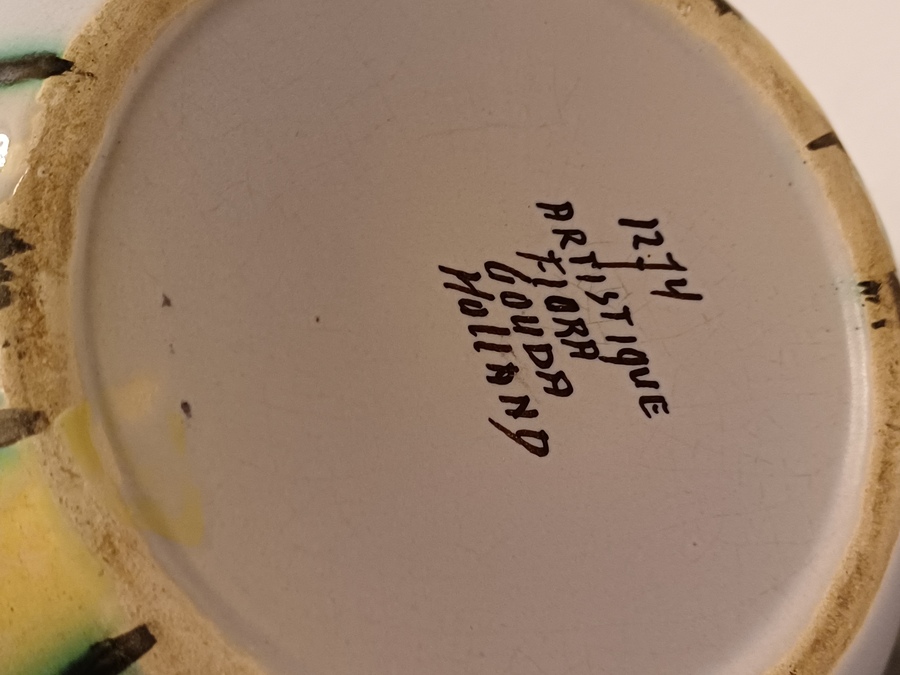 1274
ARTISTIQUE
FLORA
GOUDA
HOLLAND